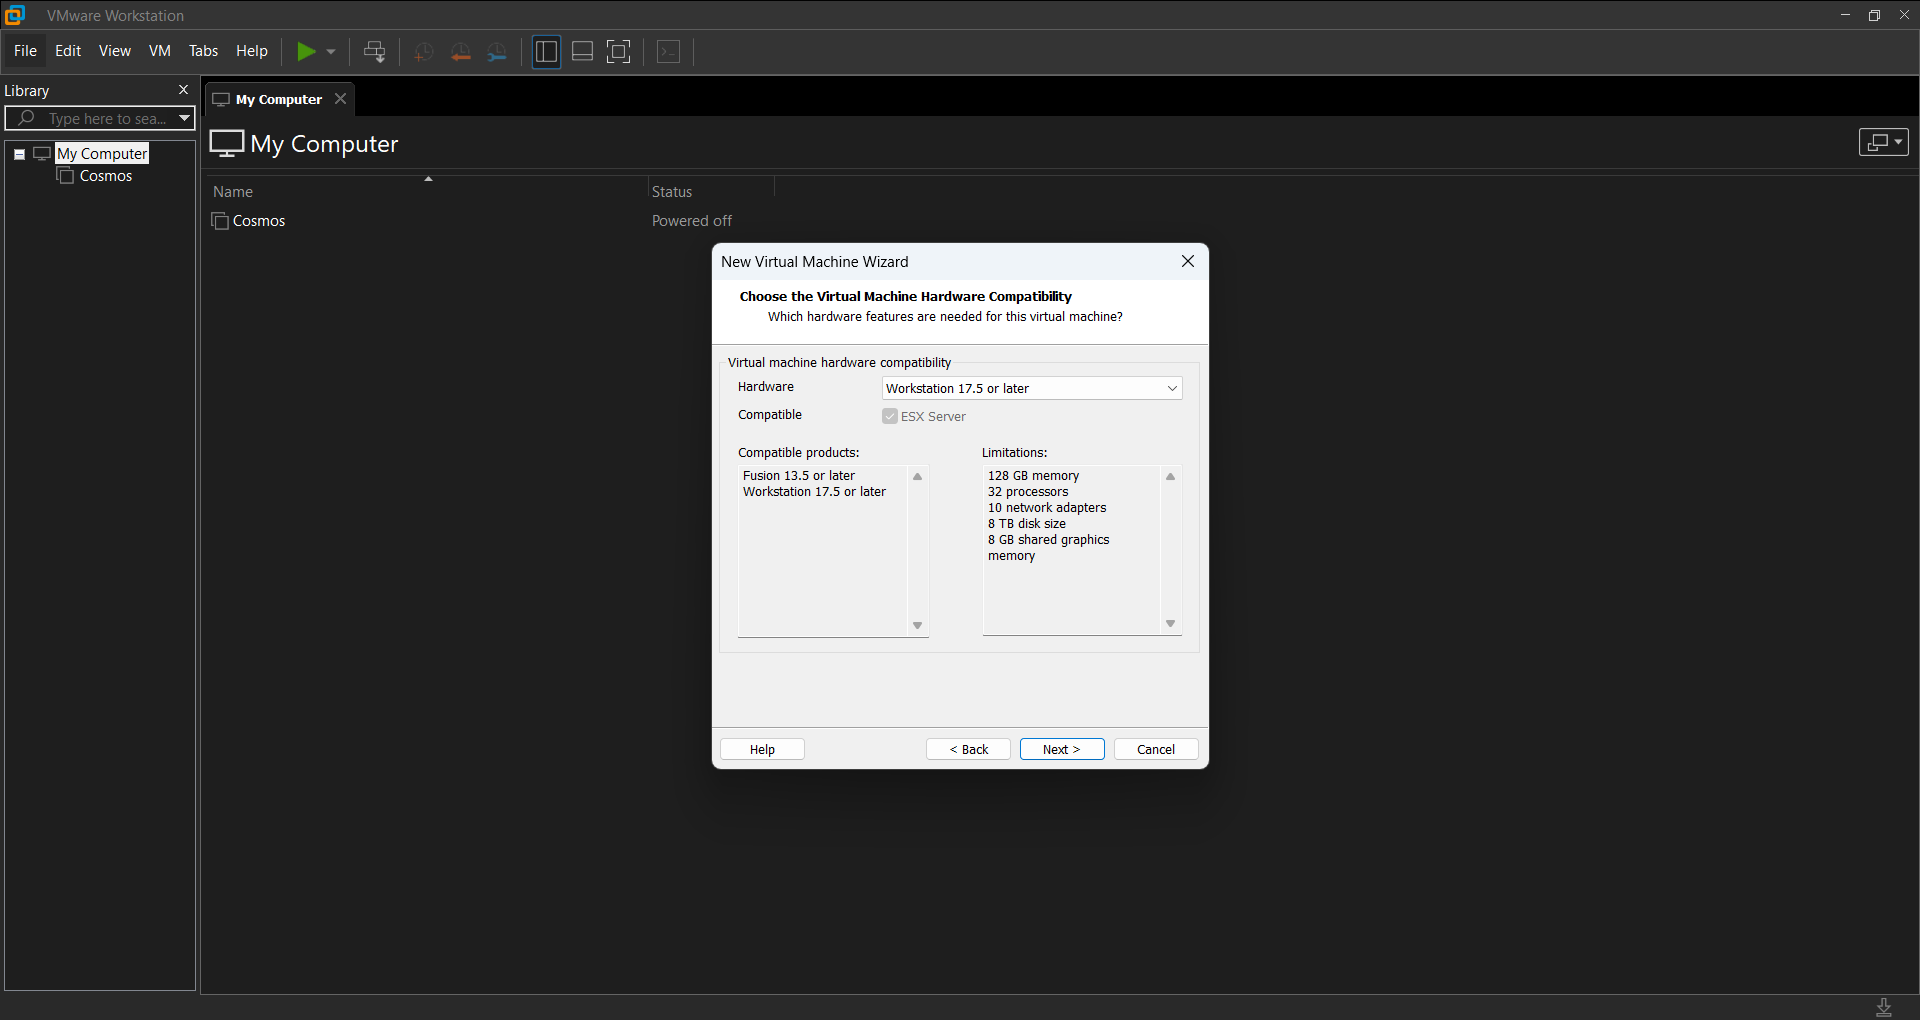 VMware Workstation
File Edit View VM Tabs Help
Library
Type here to sea...
My Computer
Cosmos
My Computer
My Computer
Name Status
Cosmos Powered off
New Virtual Machine Wizard
Choose the Virtual Machine Hardware Compatibility
Which hardware features are needed for this virtual machine?
Virtual machine hardware compatibility
Hardware Workstation 17.5 or later
Compatible ESX Server
Compatible products:
Fusion 13.5 or later
Workstation 17.5 or later
Limitations:
128 GB memory
32 processors
10 network adapters
8 TB disk size
8 GB shared graphics
memory
Help < Back Next > Cancel